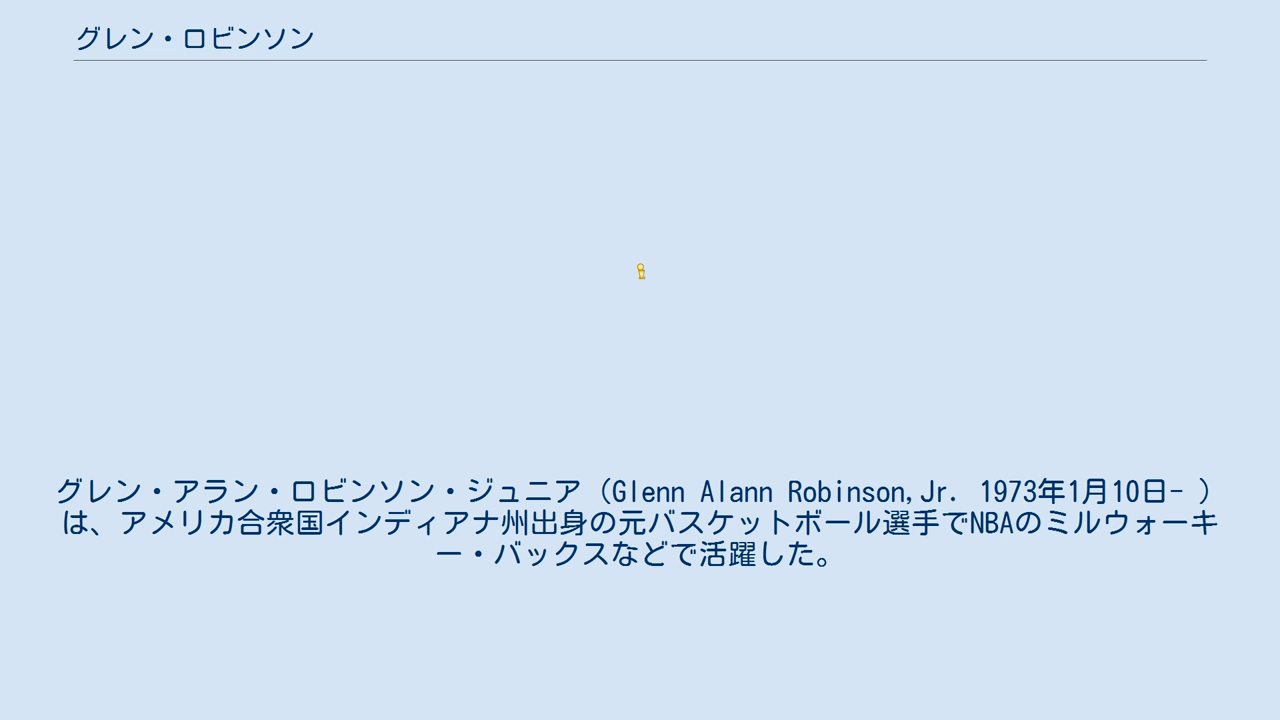 グレン・ロビンソン
グレン・アラン・ロビンソン・ジュニア（Glenn Alann Robinson,Jr. 1973年1月10日- ）
は、アメリカ合衆国インディアナ州出身の元バスケットボール選手でNBAのミルウォーキ
ー・バックスなどで活躍した。